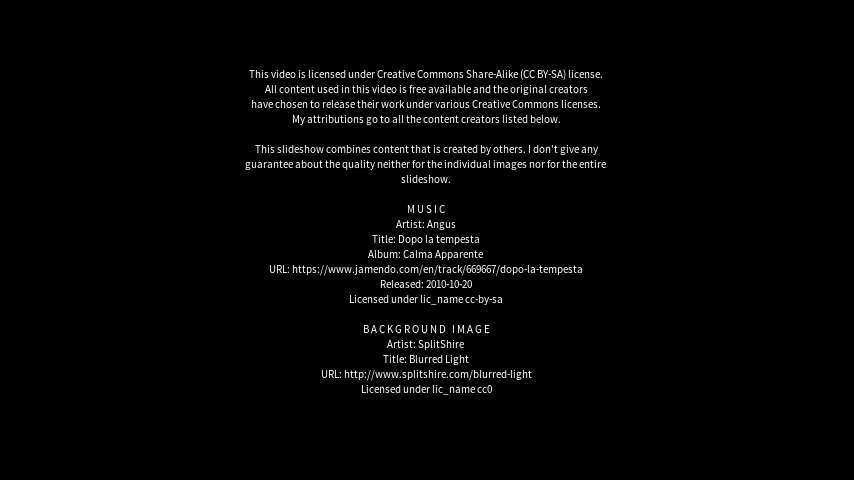 This video is licensed under Creative Commons Share-Alike (CC BY-SA) license.
All content used in this video is free available and the original creators
have chosen to release their work under various Creative Commons licenses.
My attributions go to all the content creators listed below.
This slideshow combines content that is created by others. I don't give any
guarantee about the quality neither for the individual images nor for the entire
slideshow.
MUSIC
Artist: Angus
Title: Dopo la tempesta
Album: Calma Apparente
URL: https://www.jamendo.com/en/track/669667/dopo-la-tempesta
Released: 2010-10-20
Licensed under lic_name cc-by-sa
BACKGROUND IMAGE
Artist: SplitShire
Title: Blurred Light
URL: http://www.splitshire.com/blurred-light
Licensed under lic_name cc0